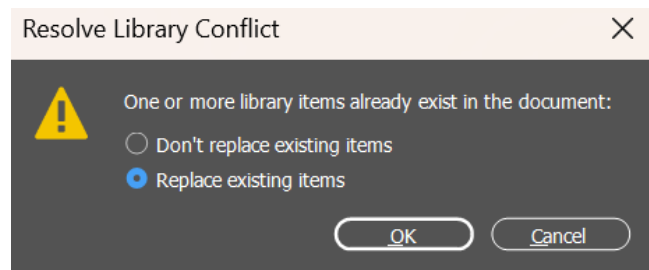 Resolve Library Conflict
One or more library items already exist in the document:
Don't replace existing items
Replace existing items
OK
Cancel